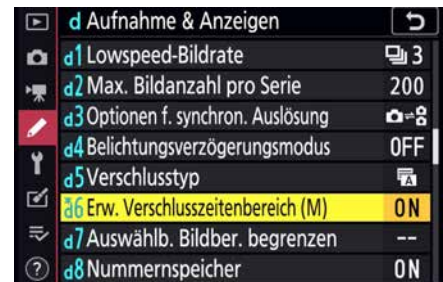 d Aufnahme & Anzeigen
d1 Lowspeed-Bildrate 3
d2 Max. Bildanzahl pro Serie 200
d3 Optionen f. synchron. Auslösung
d4 Belichtungsverzögerungsmodus OFF
d5 Verschlusstyp
d6 Erw. Verschlusszeitenbereich (M) ON
d7 Auswählb. Bildber. begrenzen --
d8 Nummernspeicher ON